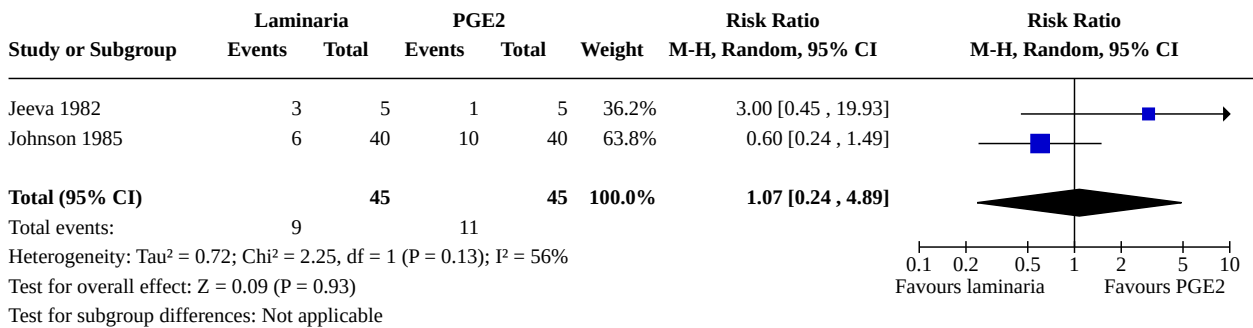 Laminaria PGE2 Risk Ratio Risk Ratio
Study or Subgroup Events Total Events Total Weight M-H, Random, 95% CI M-H, Random, 95% CI
Jeeva 1982 3 5 1 5 36.2% 3.00 [0.45 , 19.93]
Johnson 1985 6 40 10 40 63.8% 0.60 [0.24 , 1.49]
Total (95% CI) 45 45 100.0% 1.07 [0.24 , 4.89]
Total events: 9 11
Heterogeneity: Tau² = 0.72; Chi² = 2.25, df = 1 (P = 0.13); I² = 56%
0.1 0.2 0.5 1 2 5 10
Test for overall effect: Z = 0.09 (P = 0.93) Favours laminaria Favours PGE2
Test for subgroup differences: Not applicable